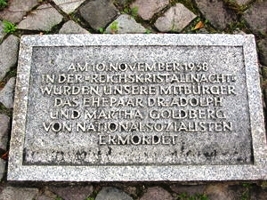 AM 10. NOVEMBER 1938
IN DER "REICHSKRISTALLNACHT"
WURDEN UNSERE MITBÜRGER
DAS EHEPAAR DR. ADOLPH
UND MARTHA GOLDBERG
VON NATIONALSOZIALISTEN
ERMORDET